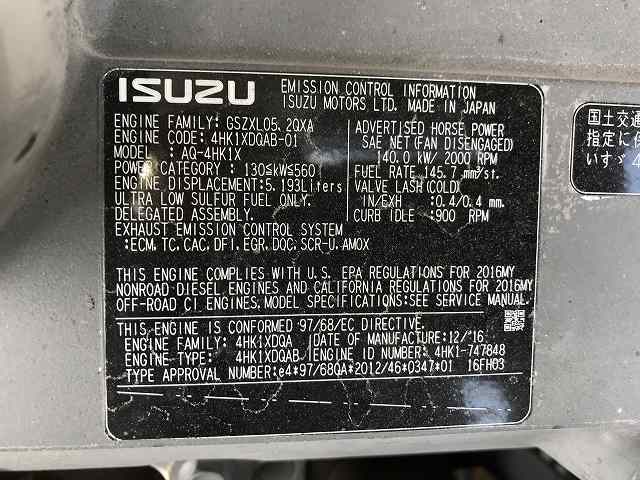 ISUZU
EMISSION CONTROL INFORMATION
ISUZU MOTORS LTD. MADE IN JAPAN
ENGINE FAMILY: GSZXL05.2QXA
ENGINE CODE: 4HK1XDQAB-01
MODEL : AQ-4HK1X
POWER CATEGORY : 130≦kW≦560
ENGINE DISPLACEMENT:5.193Liters
ULTRA LOW SULFUR FUEL ONLY.
DELEGATED ASSEMBLY.
EXHAUST EMISSION CONTROL SYSTEM
:ECM,TC,CAC,DFI,EGR,DOC,SCR-U,AMOX
ADVERTISED HORSE POWER
SAE NET(FAN DISENGAGED)
140.0 kW/ 2000 RPM
FUEL RATE 145.7 mm³/st.
VALVE LASH(COLD)
IN/EXH :0.4/0.4 mm.
CURB IDLE :900 RPM
THIS ENGINE COMPLIES WITH U.S. EPA REGULATIONS FOR 2016MY
NONROAD DIESEL ENGINES AND CALIFORNIA REGULATIONS FOR 2016MY
OFF-ROAD CI ENGINES. MODEL SPECIFICATIONS:SEE SERVICE MANUAL.
THIS ENGINE IS CONFORMED 97/68/EC DIRECTIVE.
ENGINE FAMILY: 4HK1XDQA DATE OF MANUFACTURE:12/'16
ENGINE TYPE: 4HK1XDQAB ENGINE ID NUMBER: 4HK1-747848
TYPE APPROVAL NUMBER:e4*97/68QA*2012/46*0347*01 16FH03
国土交通
指定に
いすゞ4